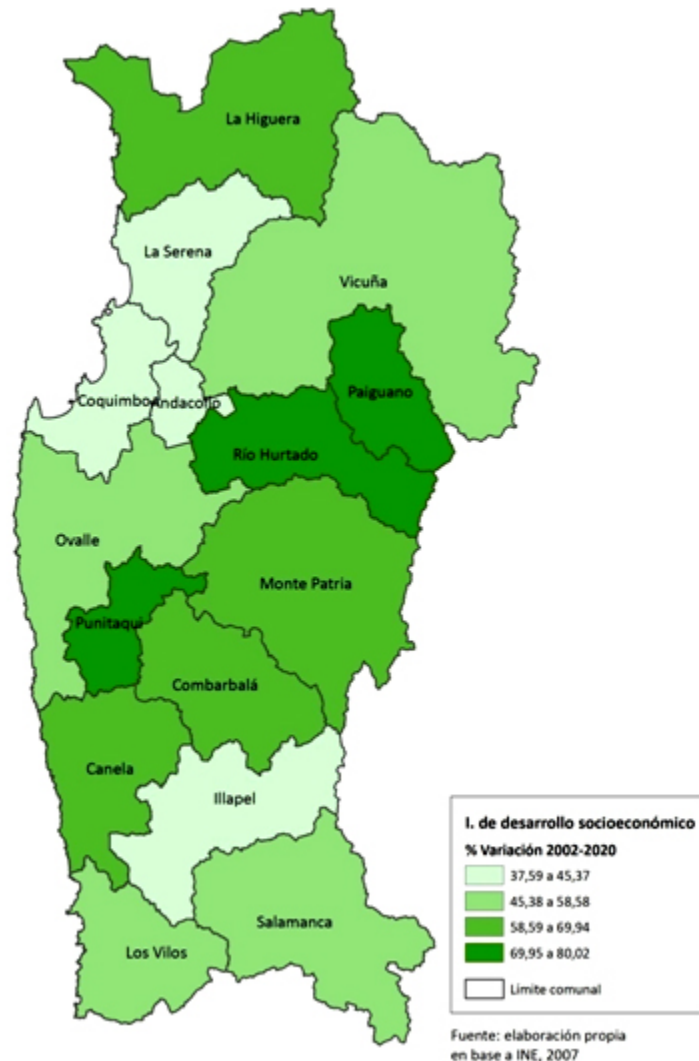 La Higuera
La Serena
Vicuña
Coquimbo
Andacollo
Paiguano
Río Hurtado
Ovalle
Monte Patria
Punitaqui
Combarbalá
Canela
Illapel
Salamanca
Los Vilos
I. de desarrollo socioeconómico
% Variación 2002-2020
37,59 a 45,37
45,38 a 58,58
58,59 a 69,94
69,95 a 80,02
Limite comunal
Fuente: elaboración propia
en base a INE, 2007